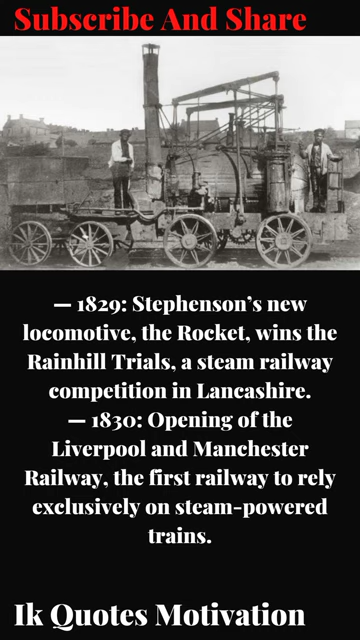 Subscribe And Share
— 1829: Stephenson’s new
locomotive, the Rocket, wins the
Rainhill Trials, a steam railway
competition in Lancashire.
— 1830: Opening of the
Liverpool and Manchester
Railway, the first railway to rely
exclusively on steam-powered
trains.
Ik Quotes Motivation